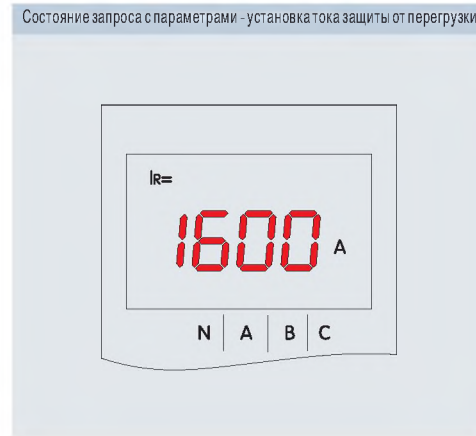 Состояние запроса с параметрами - установка тока защиты от перегрузки
IR=
1600 A
N A B C